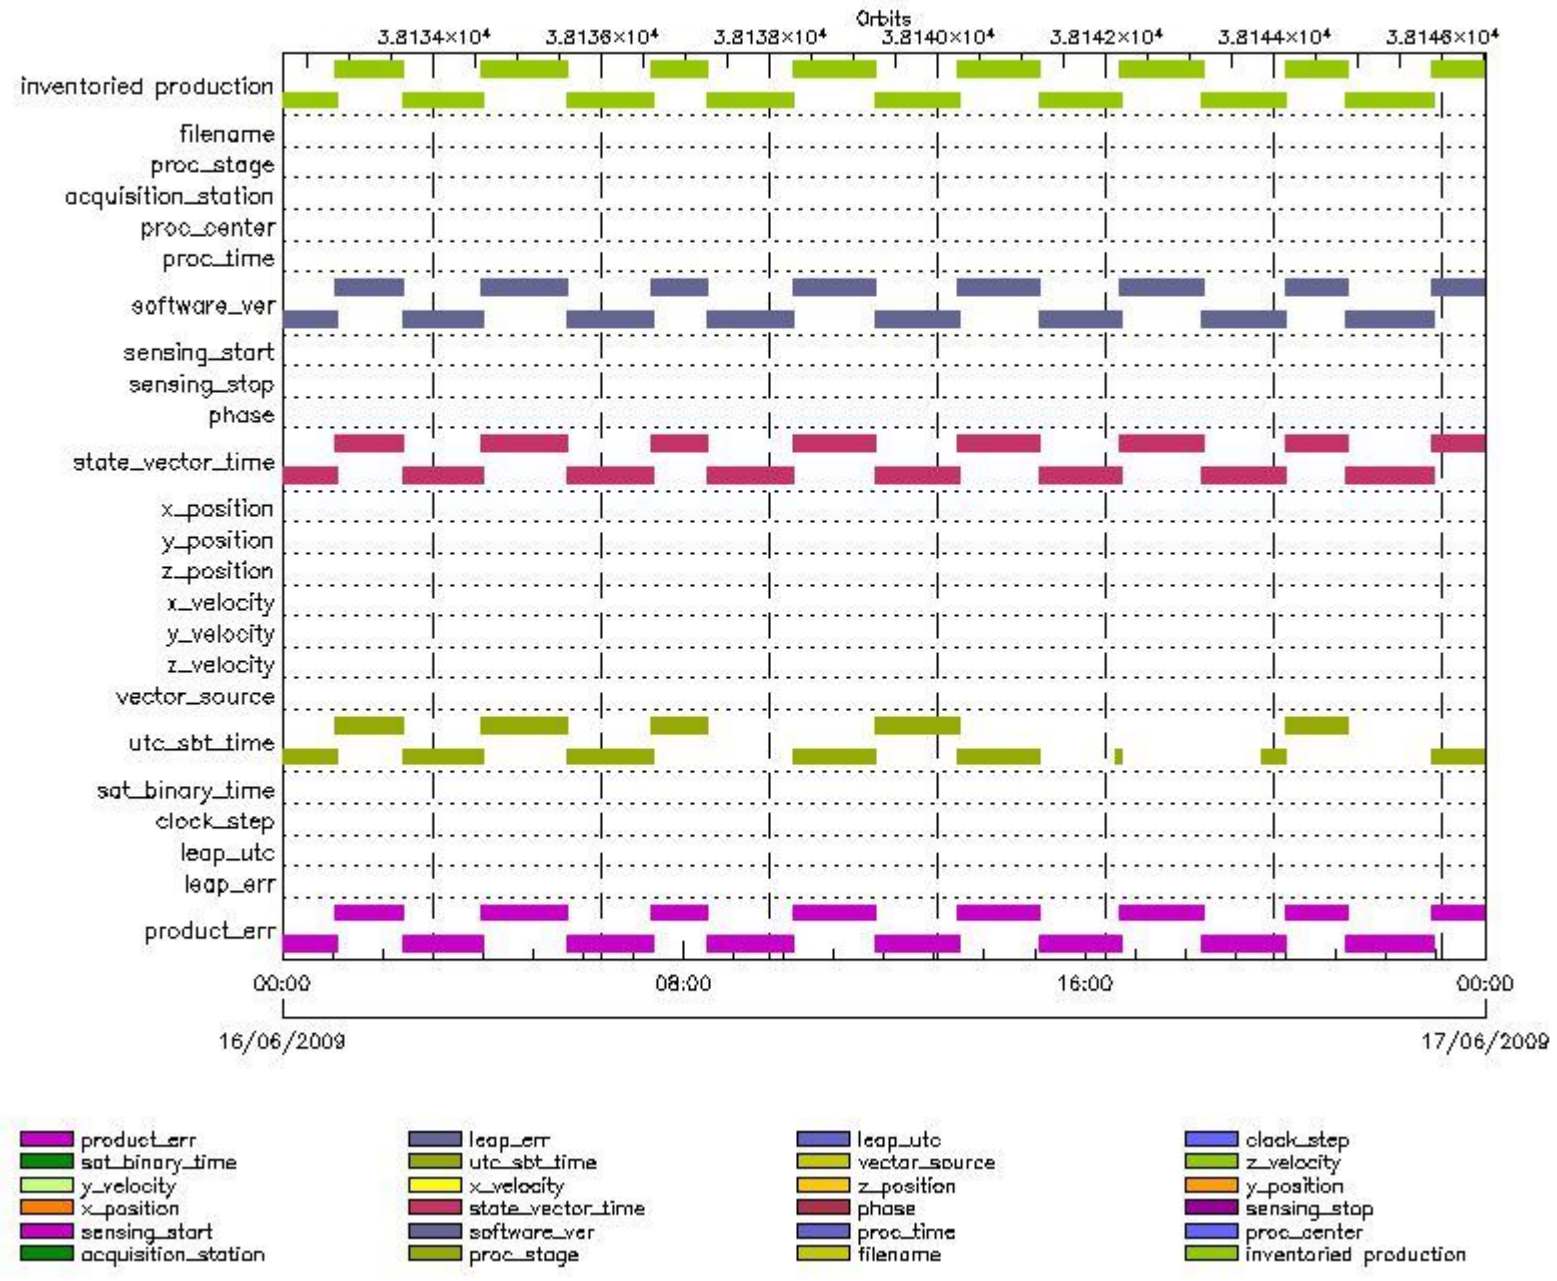 Orbits
3.8134×10⁴ 3.8136×10⁴ 3.8138×10⁴ 3.8140×10⁴ 3.8142×10⁴ 3.8144×10⁴ 3.8146×10⁴
inventoried production
filename
proc_stage
acquisition_station
proc_center
proc_time
software_ver
sensing_start
sensing_stop
phase
state_vector_time
x_position
y_position
z_position
x_velocity
y_velocity
z_velocity
vector_source
utc_sbt_time
sat_binary_time
clock_step
leap_utc
leap_err
product_err
00:00 08:00 16:00 00:00
16/06/2009 17/06/2009
product_err leap_err leap_utc clock_step
sat_binary_time utc_sbt_time vector_source z_velocity
y_velocity x_velocity z_position y_position
x_position state_vector_time phase sensing_stop
sensing_start software_ver proc_time proc_center
acquisition_station proc_stage filename inventoried production